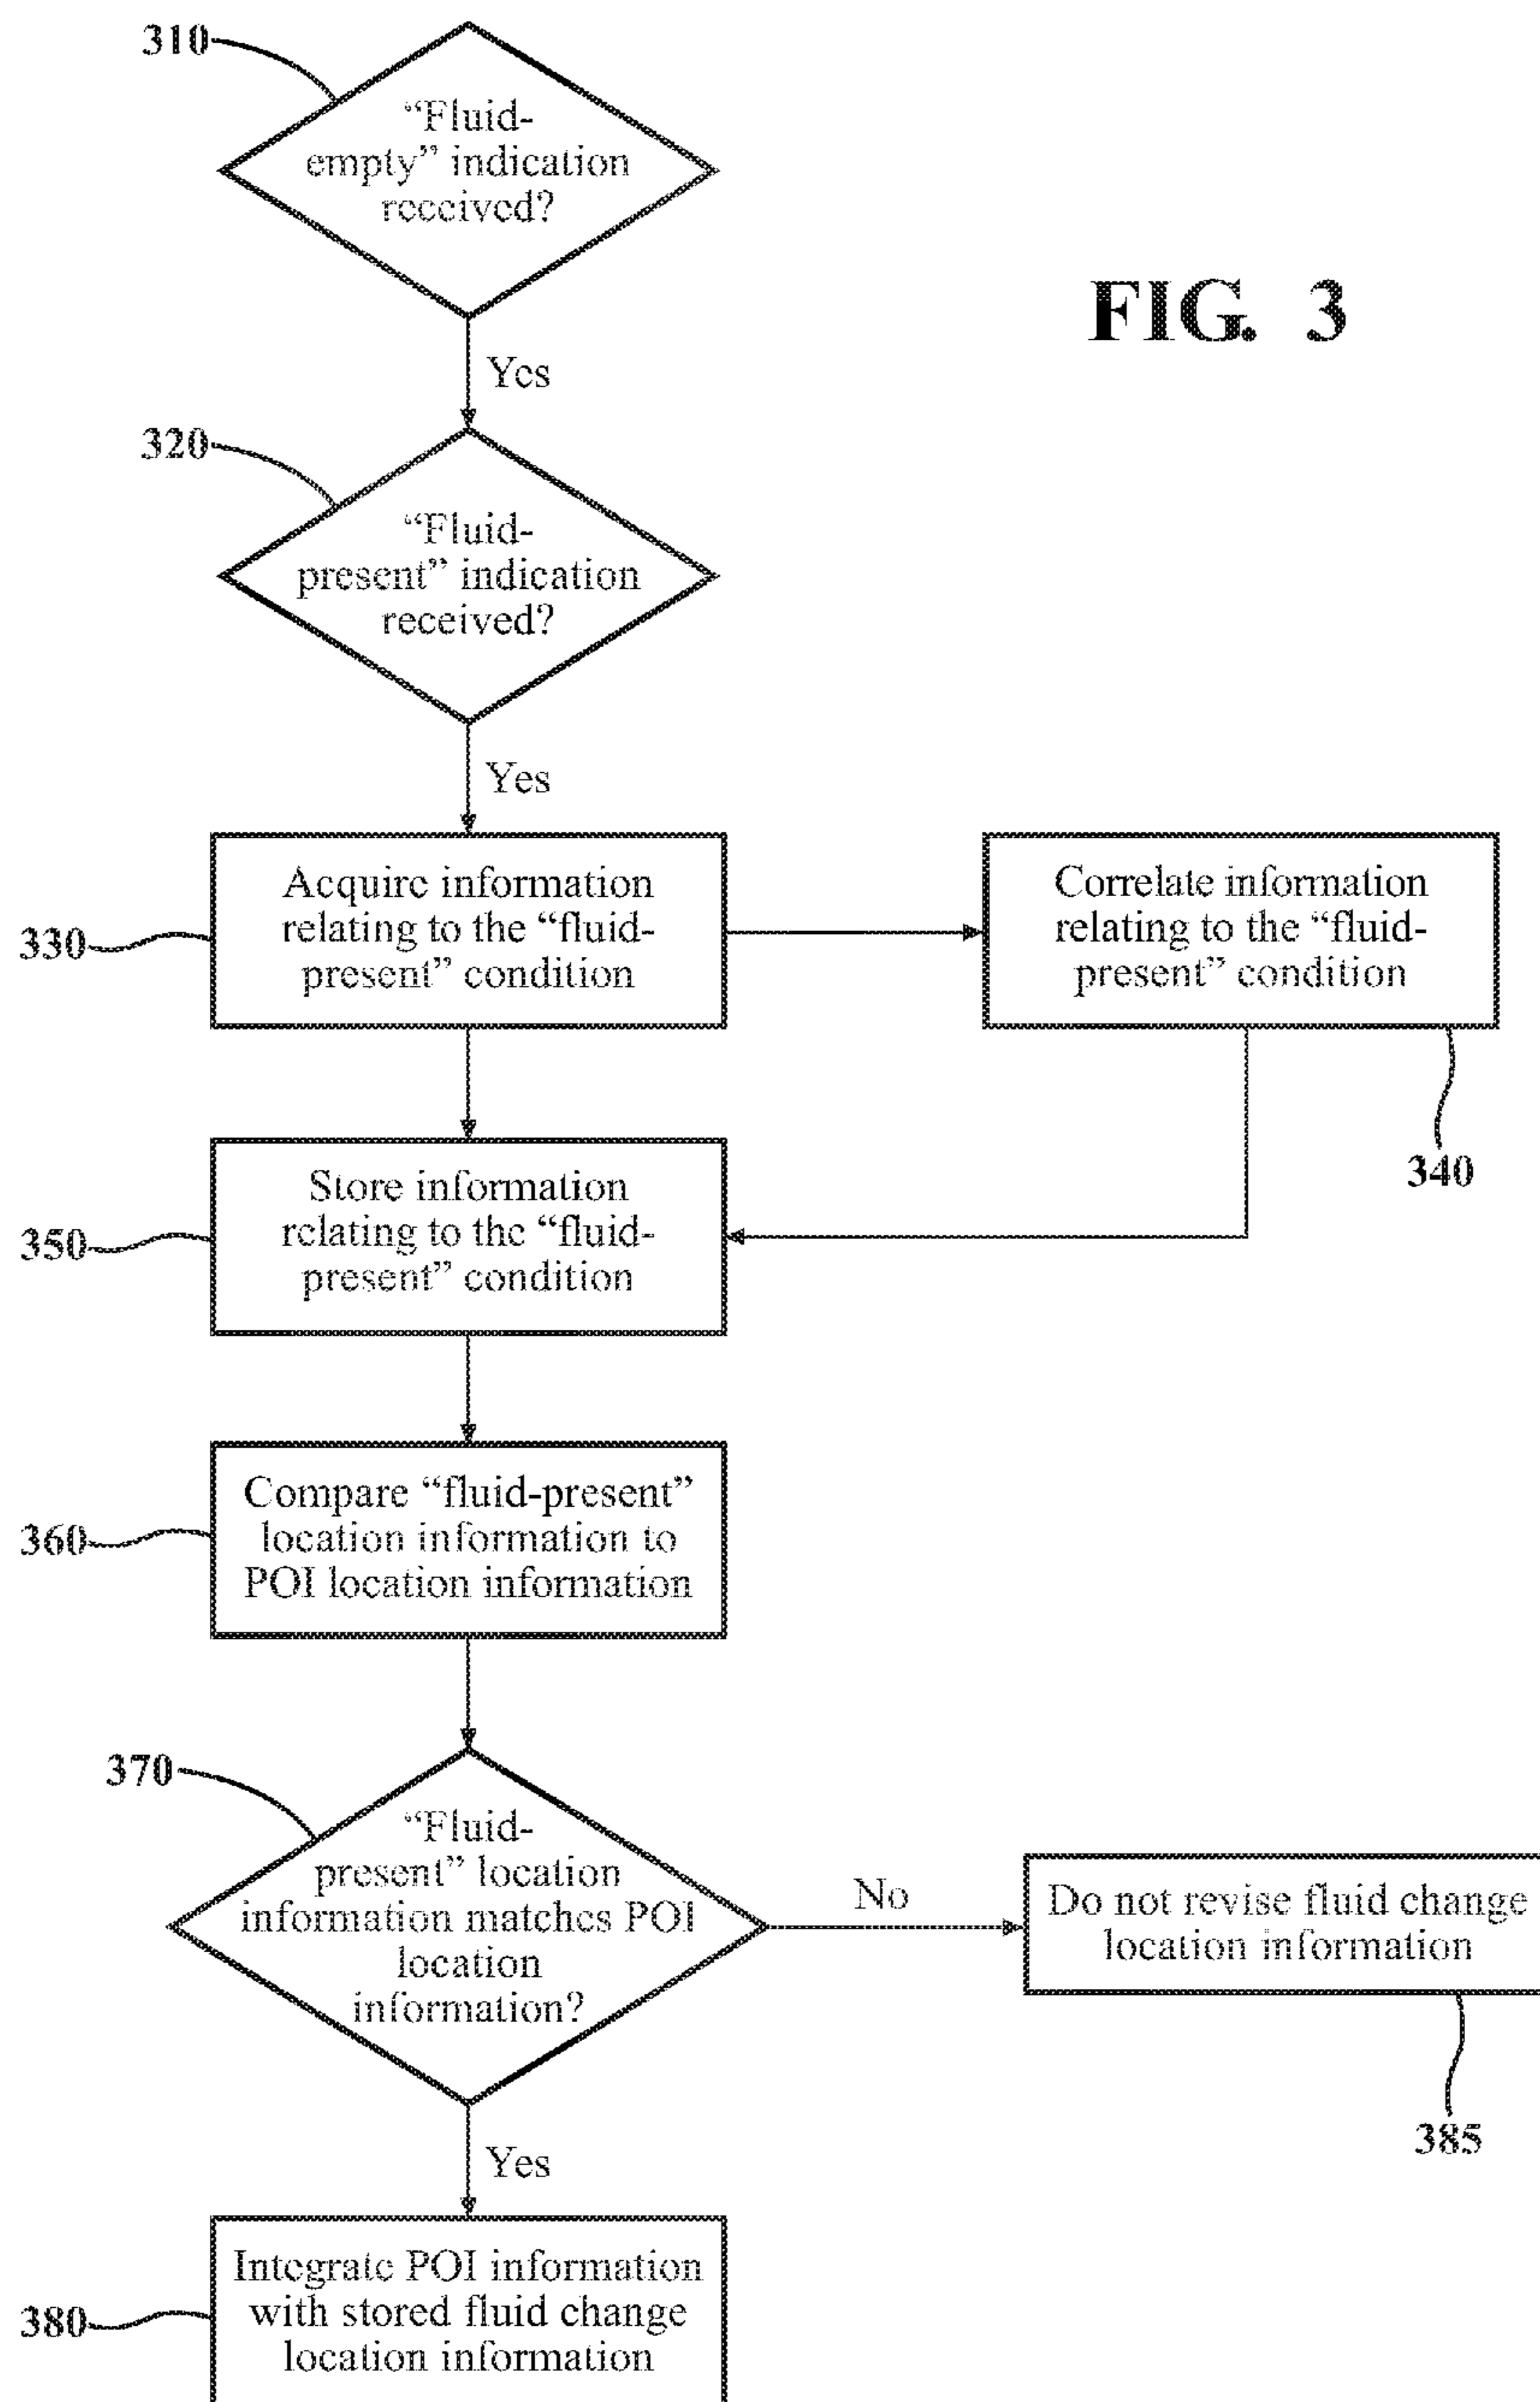 310
“Fluid-
empty” indication
received?
FIG. 3
Yes
320
“Fluid-
present” indication
received?
Yes
330
Acquire information
relating to the “fluid-
present” condition
Correlate information
relating to the “fluid-
present” condition
340
350
Store information
relating to the “fluid-
present” condition
360
Compare “fluid-present”
location information to
POI location information
370
“Fluid-
present” location
information matches POI
location
information?
No
Do not revise fluid change
location information
385
Yes
380
Integrate POI information
with stored fluid change
location information